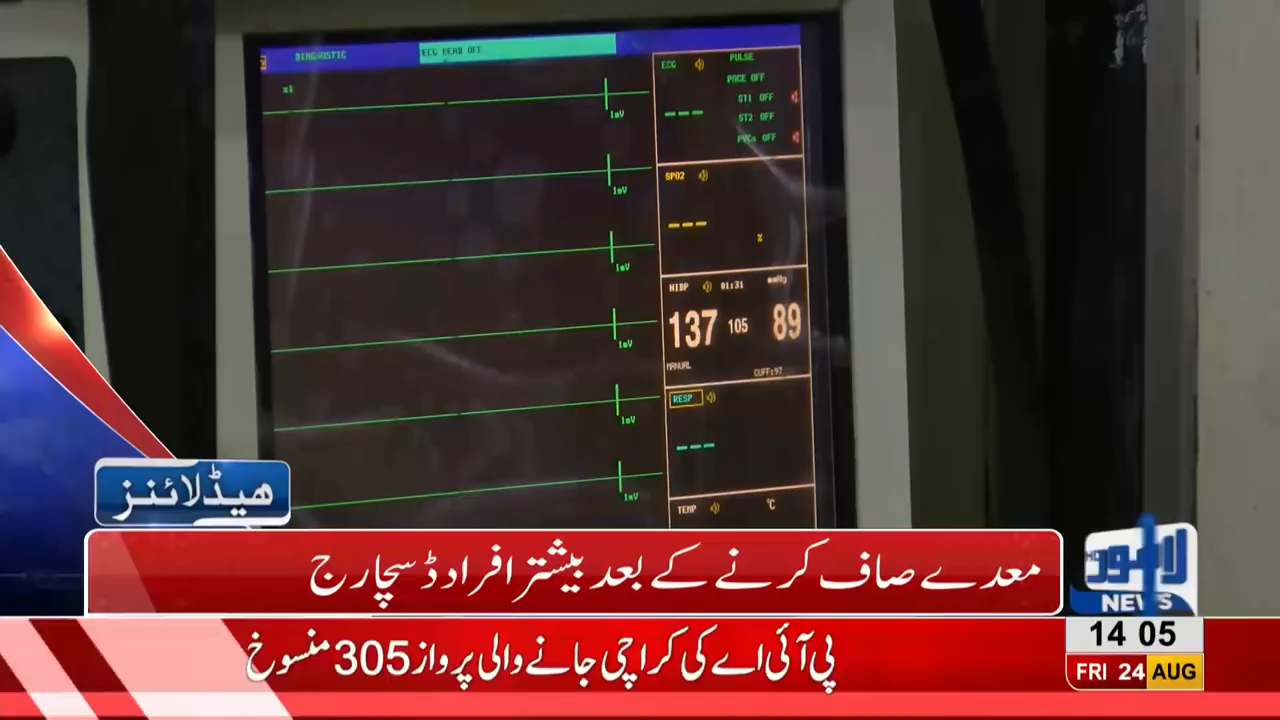 DIAGNOSTIC ECG LEAD OFF
x1
1mV
1mV
1mV
1mV
1mV
1mV
ECG PULSE
PACE OFF
ST1 OFF
ST2 OFF
PVCs OFF
---
SPO2
---
%
NIBP 01:31 mmHg
137 105 89
MANUAL CUFF:97
RESP
---
TEMP °C
ہیڈلائنز
معدے صاف کرنے کے بعد بیشتر افراد ڈسچارج
لاہور
HD
NEWS
پی آئی اے کی کراچی جانے والی پرواز 305 منسوخ
14 05
FRI 24 AUG